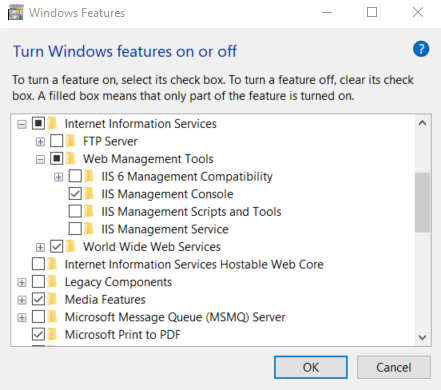 Windows Features
Turn Windows features on or off
To turn a feature on, select its check box. To turn a feature off, clear its check
box. A filled box means that only part of the feature is turned on.
Internet Information Services
FTP Server
Web Management Tools
IIS 6 Management Compatibility
IIS Management Console
IIS Management Scripts and Tools
IIS Management Service
World Wide Web Services
Internet Information Services Hostable Web Core
Legacy Components
Media Features
Microsoft Message Queue (MSMQ) Server
Microsoft Print to PDF
OK
Cancel